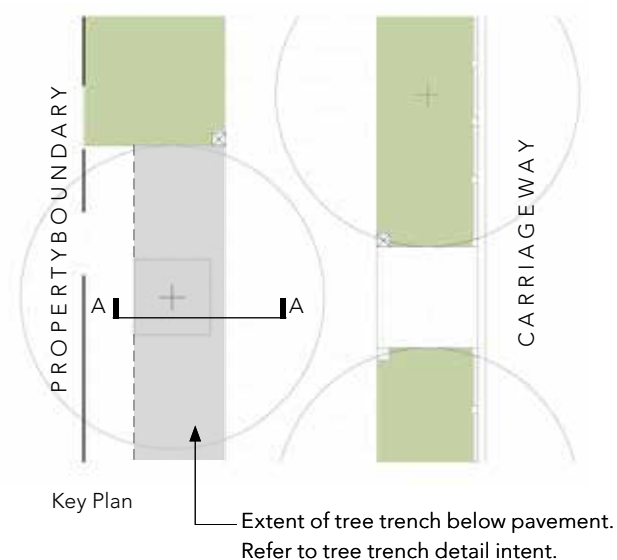 PROPERTYBOUNDARY
CARRIAGEWAY
A
A
Key Plan
Extent of tree trench below pavement.
Refer to tree trench detail intent.